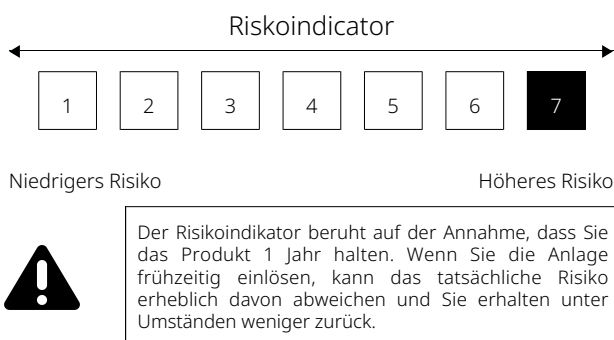 Riskoindicator
1 2 3 4 5 6 7
Niedrigers Risiko Höheres Risiko
Der Risikoindikator beruht auf der Annahme, dass Sie
das Produkt 1 Jahr halten. Wenn Sie die Anlage
frühzeitig einlösen, kann das tatsächliche Risiko
erheblich davon abweichen und Sie erhalten unter
Umständen weniger zurück.